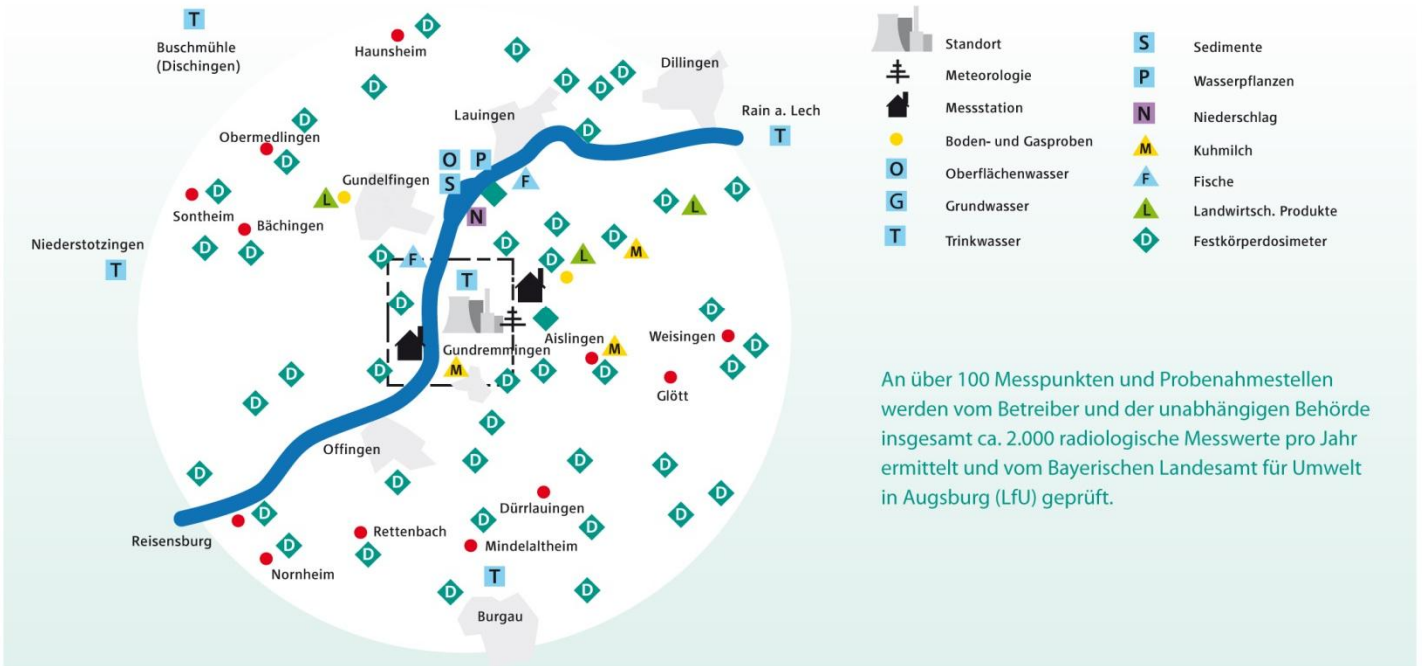 T
Buschmühle
(Dischingen)
D
Haunsheim
D
D
D
D
D
Dillingen
Lauingen
Rain a. Lech
T
D
Obermedlingen
D
D
O
P
S
F
Gundelfingen
L
N
Sontheim
D
Bächingen
D
D
D
L
D
D
D
D
D
L
M
Niederstotzingen
T
D
F
T
D
Gundremmingen
M
Aislingen
M
D
D
D
D
Weisingen
D
D
D
Glött
D
D
Offingen
D
D
D
D
D
D
D
D
Dürrlauingen
D
D
D
Reisensburg
D
D
Nornheim
Rettenbach
D
Mindelaltheim
T
D
D
Burgau
Standort
Meteorologie
Messstation
Boden- und Gasproben
O Oberflächenwasser
G Grundwasser
T Trinkwasser
S Sedimente
P Wasserpflanzen
N Niederschlag
M Kuhmilch
F Fische
L Landwirtsch. Produkte
D Festkörperdosimeter
An über 100 Messpunkten und Probenahmestellen
werden vom Betreiber und der unabhängigen Behörde
insgesamt ca. 2.000 radiologische Messwerte pro Jahr
ermittelt und vom Bayerischen Landesamt für Umwelt
in Augsburg (LfU) geprüft.